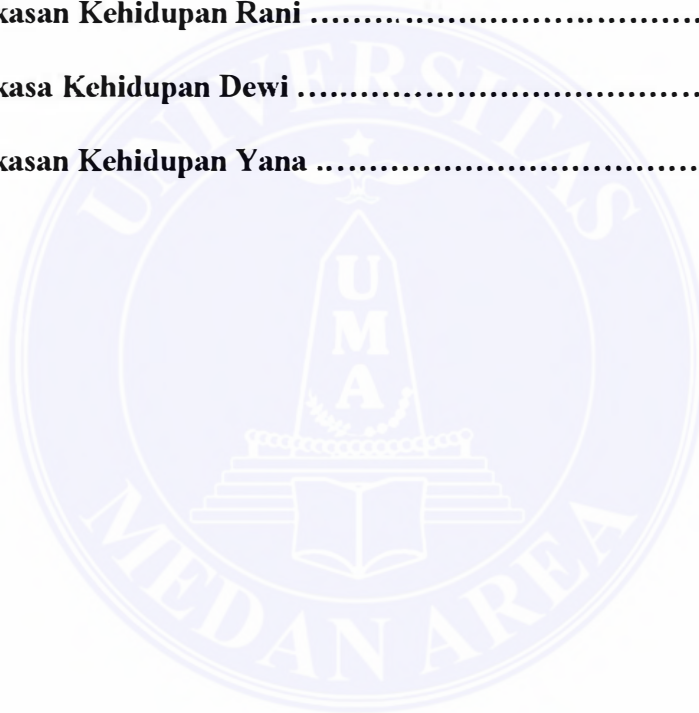 kasan Kehidupan Rani ........................................
kasa Kehidupan Dewi ........................................
kasan Kehidupan Yana ........................................
UNIVERSITAS
U
M
A
MEDAN AREA